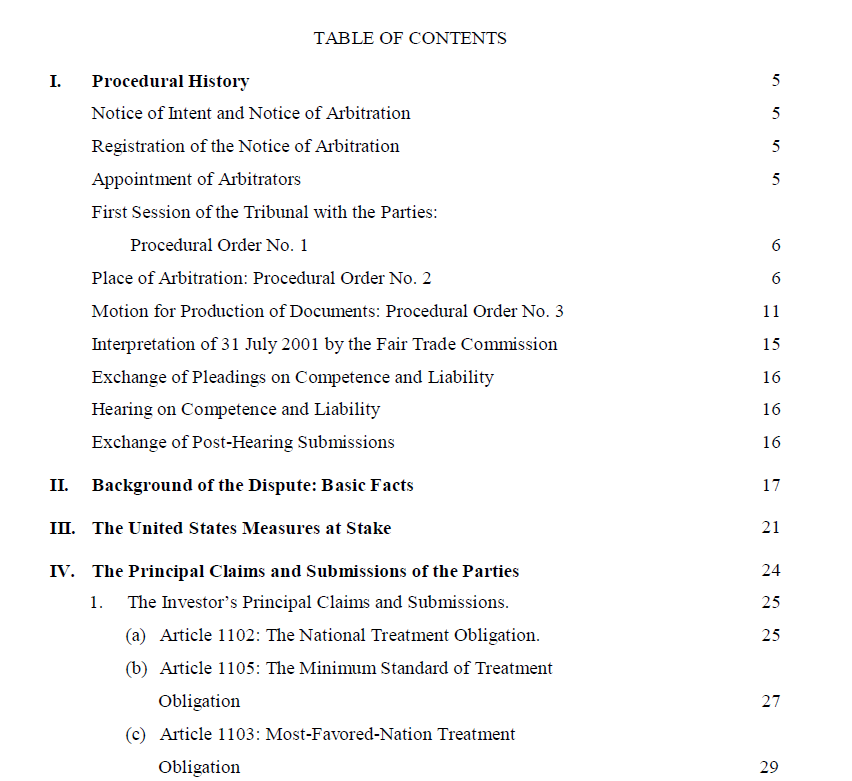 TABLE OF CONTENTS
I. Procedural History 5
Notice of Intent and Notice of Arbitration 5
Registration of the Notice of Arbitration 5
Appointment of Arbitrators 5
First Session of the Tribunal with the Parties:
Procedural Order No. 1 6
Place of Arbitration: Procedural Order No. 2 6
Motion for Production of Documents: Procedural Order No. 3 11
Interpretation of 31 July 2001 by the Fair Trade Commission 15
Exchange of Pleadings on Competence and Liability 16
Hearing on Competence and Liability 16
Exchange of Post-Hearing Submissions 16
II. Background of the Dispute: Basic Facts 17
III. The United States Measures at Stake 21
IV. The Principal Claims and Submissions of the Parties 24
1. The Investor’s Principal Claims and Submissions. 25
(a) Article 1102: The National Treatment Obligation. 25
(b) Article 1105: The Minimum Standard of Treatment
Obligation 27
(c) Article 1103: Most-Favored-Nation Treatment
Obligation 29